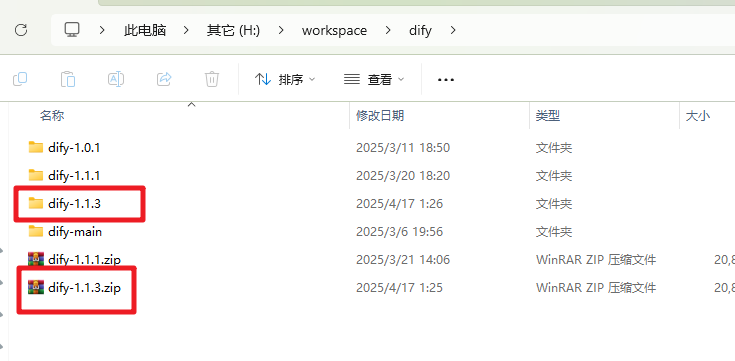 此电脑 > 其它 (H:) > workspace > dify >
排序 查看 ...
名称 修改日期 类型 大小
dify-1.0.1 2025/3/11 18:50 文件夹
dify-1.1.1 2025/3/20 18:20 文件夹
dify-1.1.3 2025/4/17 1:26 文件夹
dify-main 2025/3/6 19:56 文件夹
dify-1.1.1.zip 2025/3/21 14:06 WinRAR ZIP 压缩文件 20,8
dify-1.1.3.zip 2025/4/17 1:25 WinRAR ZIP 压缩文件 20,8